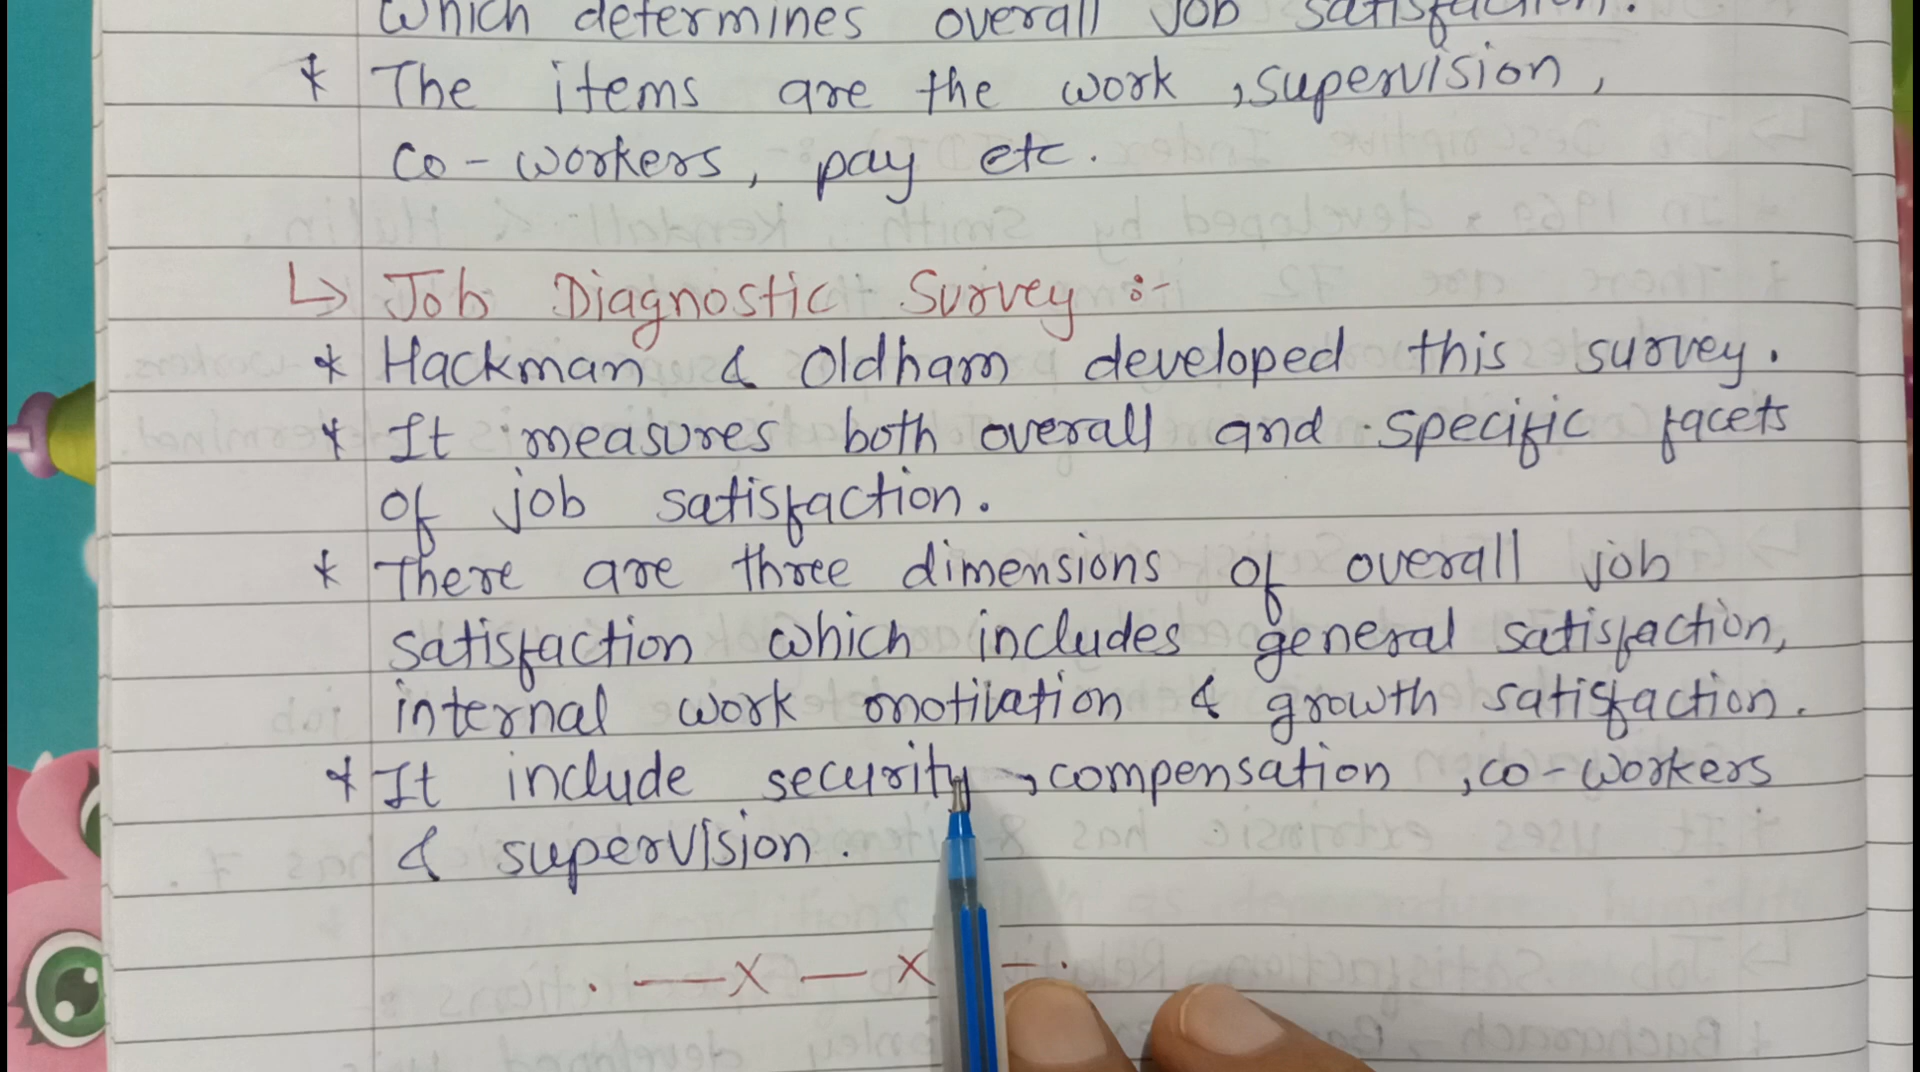 which determines overall job satisfaction.
* The items are the work, supervision,
co-workers, pay etc.
↳ Job Diagnostic Survey :-
* Hackman & Oldham developed this survey.
* It measures both overall and specific facets
of job satisfaction.
* There are three dimensions of overall job
satisfaction which includes general satisfaction,
internal work motivation & growth satisfaction.
* It include security, compensation, co-workers
& supervision.
. — X — X — .